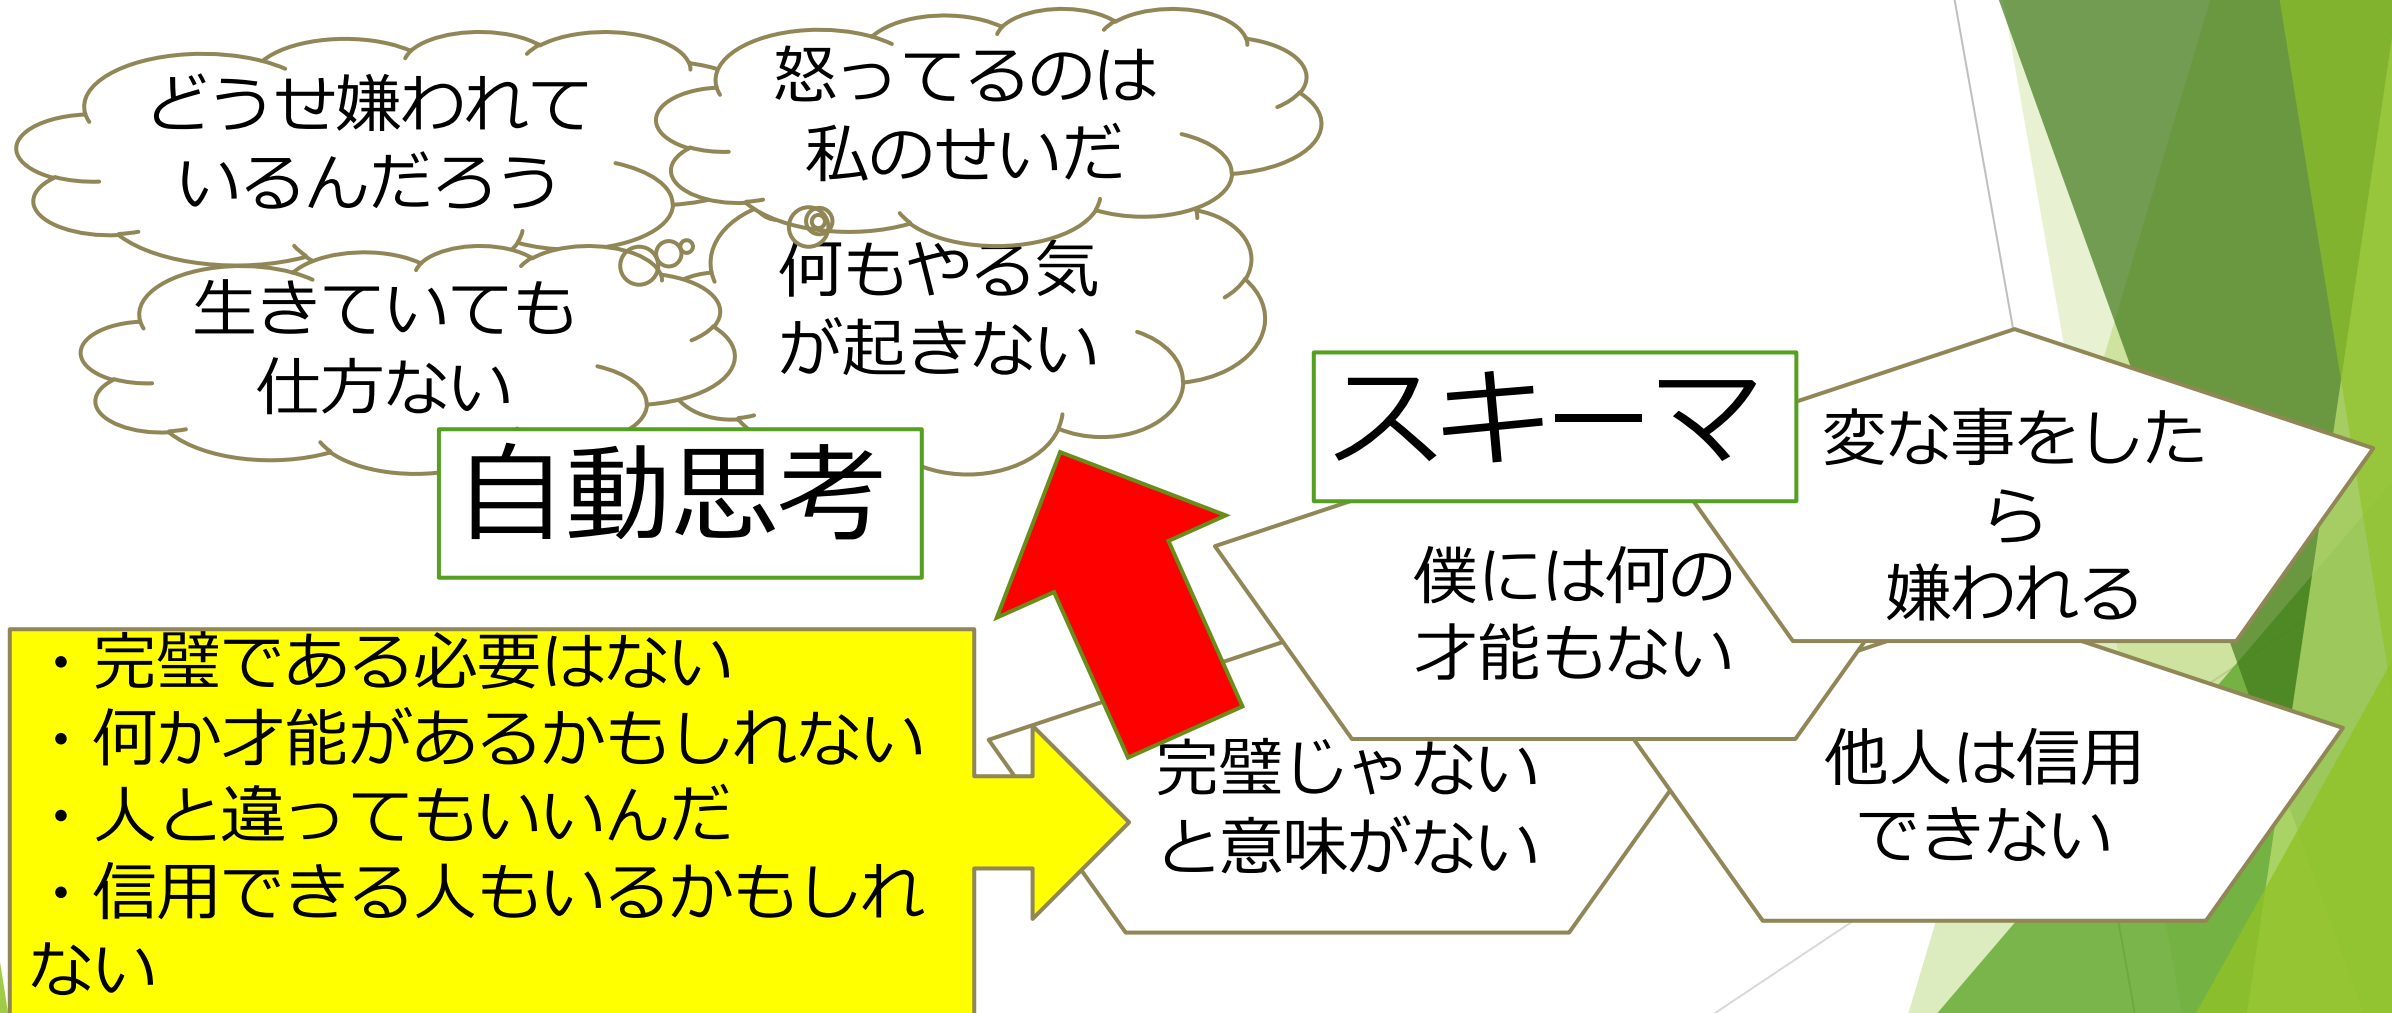 どうせ嫌われて
いるんだろう
怒ってるのは
私のせいだ
生きていても
仕方ない
何もやる気
が起きない
自動思考
スキーマ
変な事をした
ら
嫌われる
僕には何の
才能もない
完璧じゃない
と意味がない
他人は信用
できない
・完璧である必要はない
・何か才能があるかもしれない
・人と違ってもいいんだ
・信用できる人もいるかもしれ
ない